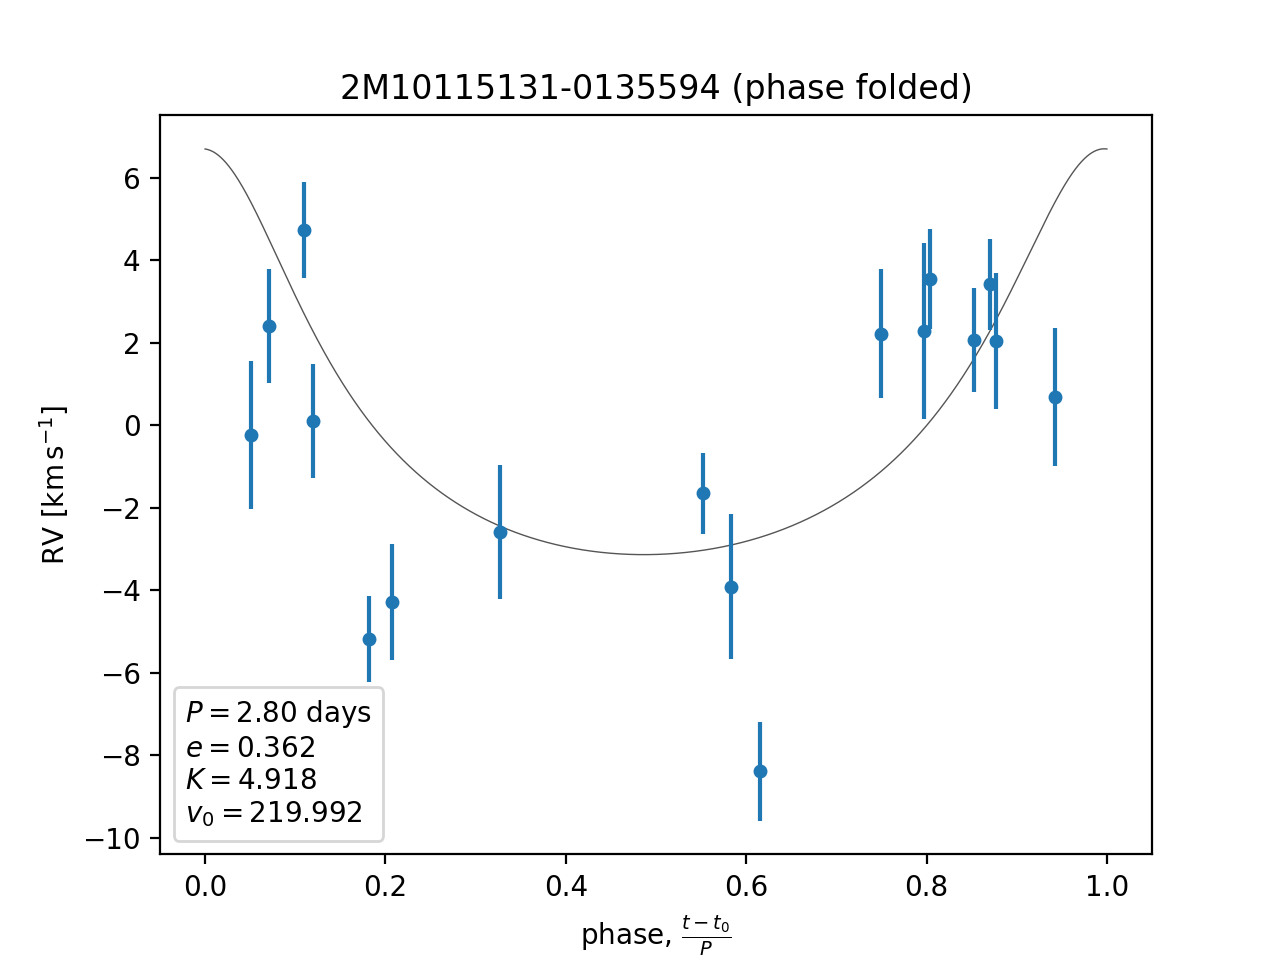 2M10115131-0135594 (phase folded)
RV [km s⁻¹]
6
4
2
0
−2
−4
−6
−8
−10
P = 2.80 days
e = 0.362
K = 4.918
v₀ = 219.992
0.0 0.2 0.4 0.6 0.8 1.0
phase, t − t₀ / P